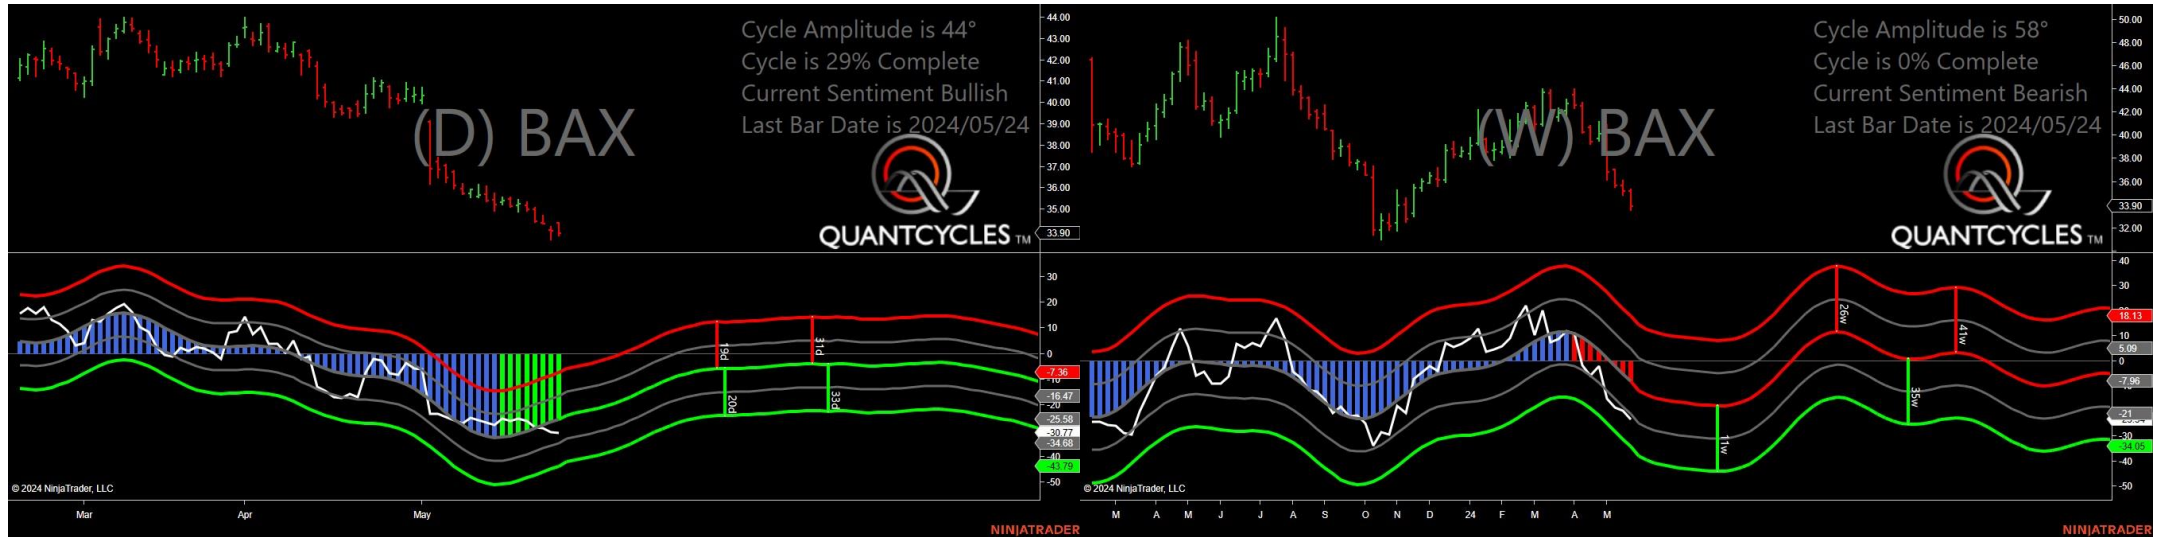 Cycle Amplitude is 44°
Cycle is 29% Complete
Current Sentiment Bullish
Last Bar Date is 2024/05/24
(D) BAX
QUANTCYCLES TM
44.00
43.00
42.00
41.00
40.00
39.00
38.00
37.00
36.00
35.00
33.90
30
20
10
0
-7.36
-10
-16.47
-20
-25.58
-30.77
-34.68
-40
-43.79
-50
19d
20d
31d
33d
© 2024 NinjaTrader, LLC
Mar
Apr
May
NINJATRADER
Cycle Amplitude is 58°
Cycle is 0% Complete
Current Sentiment Bearish
Last Bar Date is 2024/05/24
(W) BAX
QUANTCYCLES TM
50.00
48.00
46.00
44.00
42.00
40.00
38.00
36.00
33.90
32.00
40
30
18.13
10
5.09
0
-7.96
-21
-30
-34.05
-40
-50
11w
26w
35w
41w
© 2024 NinjaTrader, LLC
M A M J J A S O N D 24 F M A M
NINJATRADER